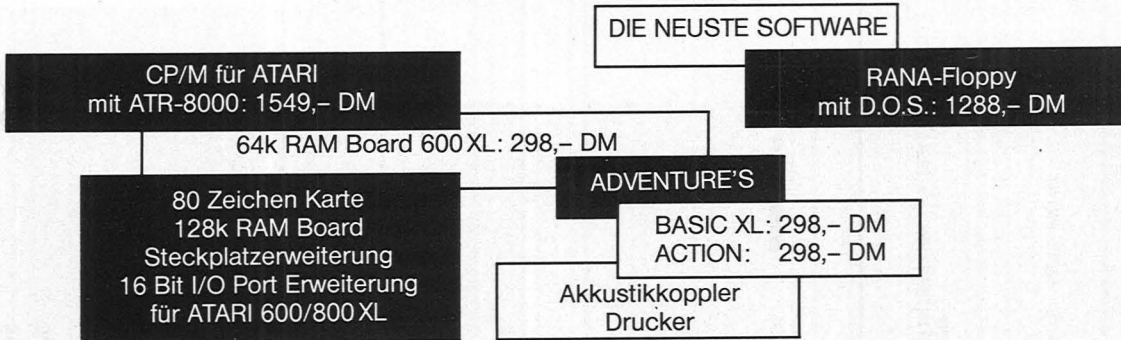 DIE NEUSTE SOFTWARE
CP/M für ATARI
mit ATR-8000: 1549,– DM
RANA-Floppy
mit D.O.S.: 1288,– DM
64k RAM Board 600 XL: 298,– DM
ADVENTURE'S
80 Zeichen Karte
128k RAM Board
Steckplatzerweiterung
16 Bit I/O Port Erweiterung
für ATARI 600/800 XL
BASIC XL: 298,– DM
ACTION: 298,– DM
Akkustikkoppler
Drucker